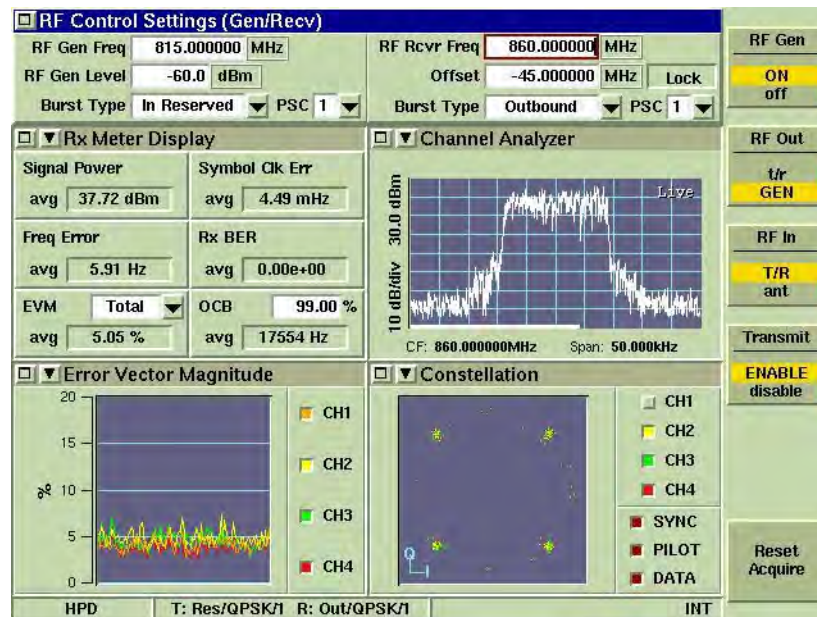 RF Control Settings (Gen/Recv)
RF Gen Freq 815.000000 MHz
RF Gen Level -60.0 dBm
Burst Type In Reserved PSC 1
RF Rcvr Freq 860.000000 MHz
Offset -45.000000 MHz Lock
Burst Type Outbound PSC 1
Rx Meter Display
Signal Power
avg 37.72 dBm
Symbol Clk Err
avg 4.49 mHz
Freq Error
avg 5.91 Hz
Rx BER
avg 0.00e+00
EVM Total
avg 5.05 %
OCB 99.00 %
avg 17554 Hz
Channel Analyzer
10 dB/div 30.0 dBm
Live
CF: 860.000000MHz Span: 50.000kHz
Error Vector Magnitude
20
15
10
5
0
%
CH1
CH2
CH3
CH4
Constellation
Q
I
CH1
CH2
CH3
CH4
SYNC
PILOT
DATA
RF Gen
ON
off
RF Out
t/r
GEN
RF In
T/R
ant
Transmit
ENABLE
disable
Reset
Acquire
HPD T: Res/QPSK/1 R: Out/QPSK/1 INT